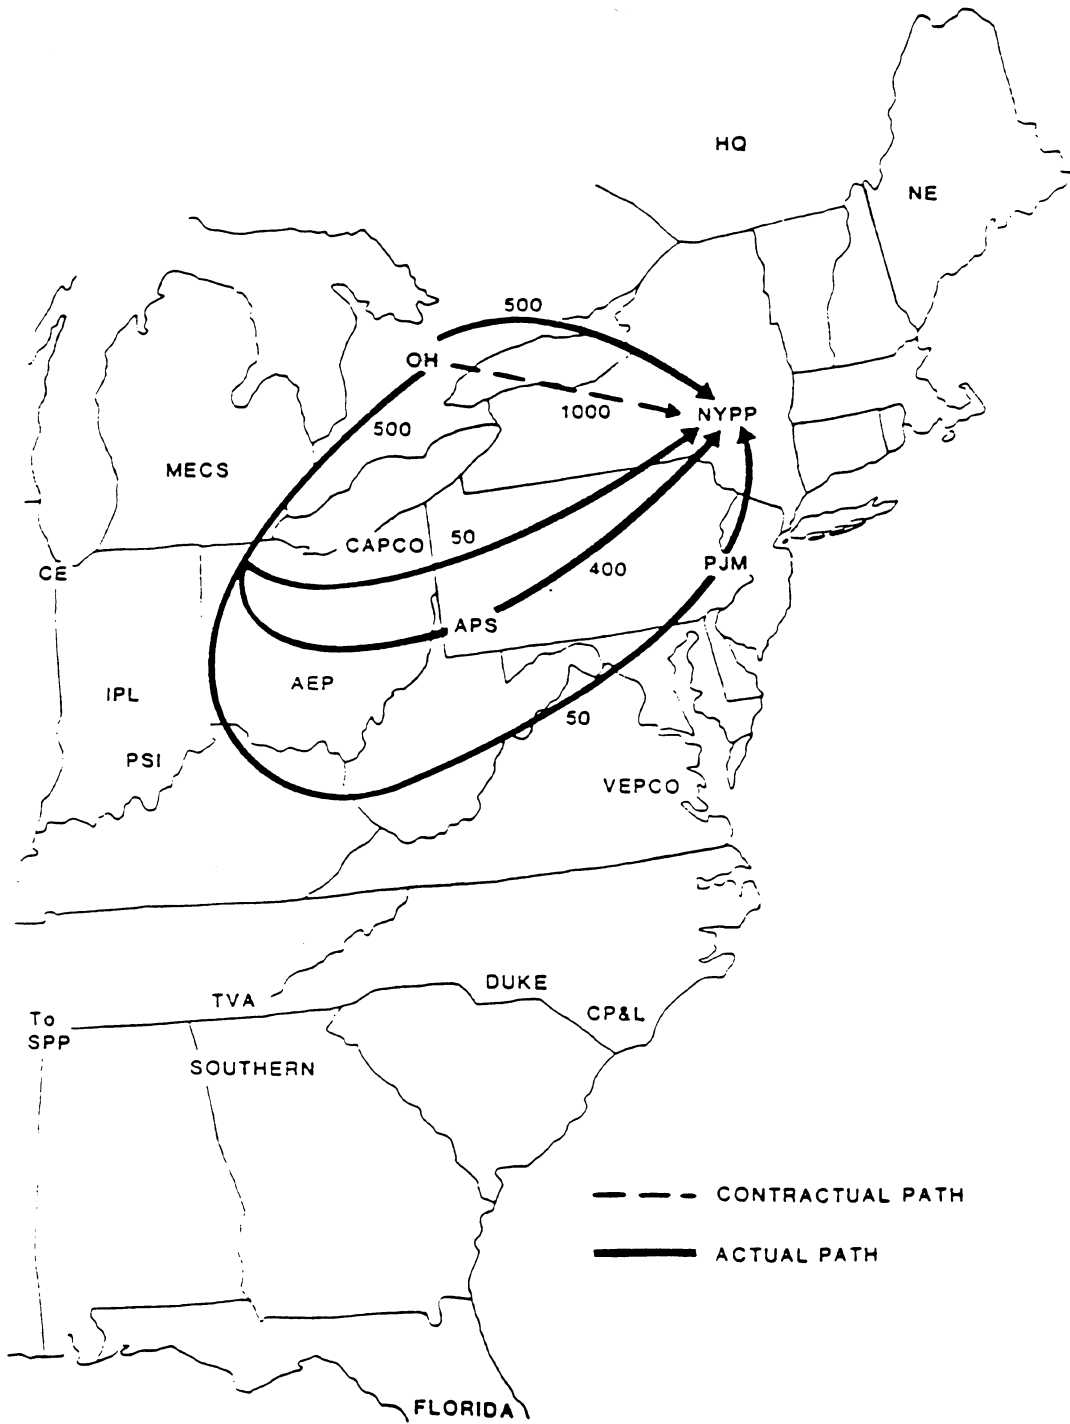 HQ
NE
500
OH
1000
NYPP
500
MECS
50
CAPCO
CE
400
PJM
APS
AEP
IPL
50
PSI
VEPCO
DUKE
TVA
CP&L
To
SPP
SOUTHERN
CONTRACTUAL PATH
ACTUAL PATH
FLORIDA